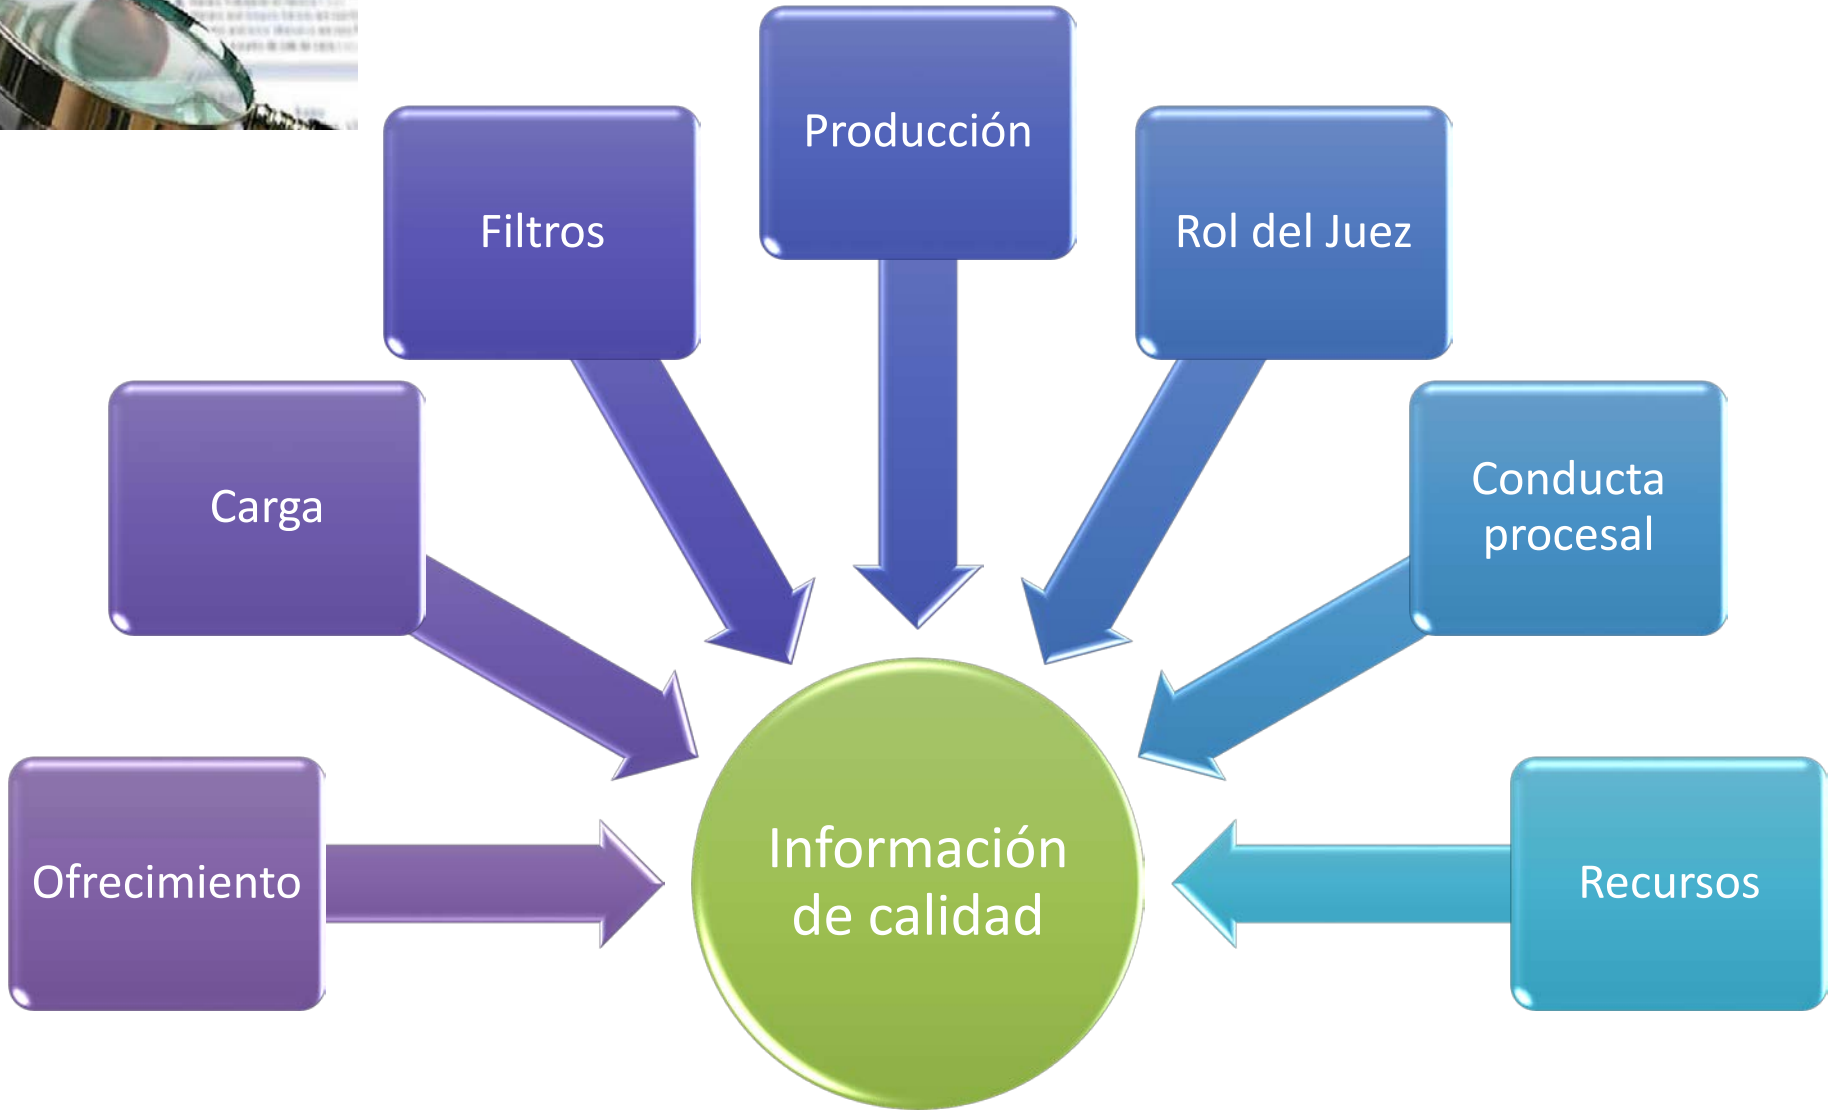 Producción
Filtros
Rol del Juez
Carga
Conducta
procesal
Ofrecimiento
Información
de calidad
Recursos